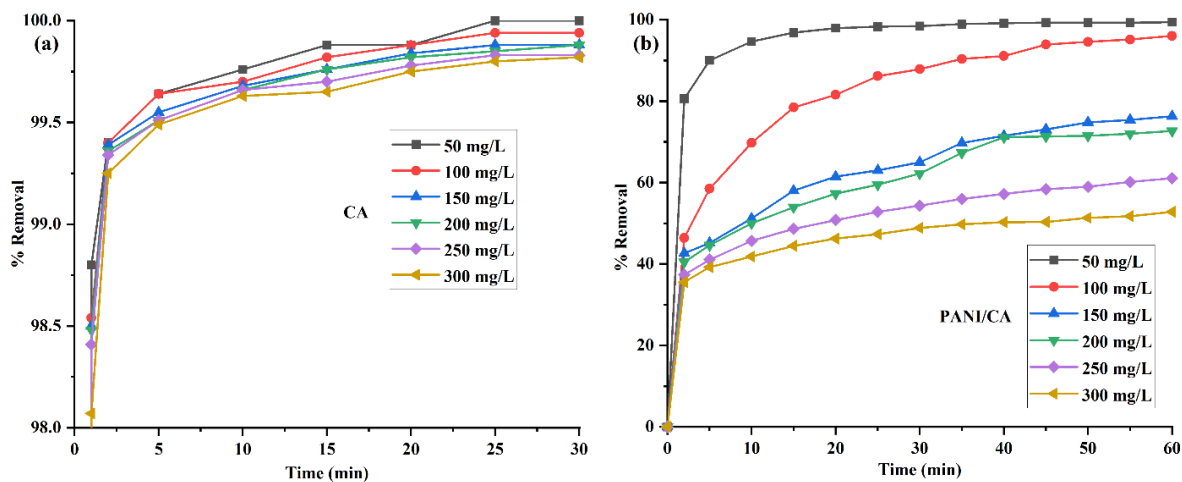 (a)
% Removal
100.0
99.5
99.0
98.5
98.0
0
5
10
15
20
25
30
Time (min)
CA
50 mg/L
100 mg/L
150 mg/L
200 mg/L
250 mg/L
300 mg/L
(b)
% Removal
100
80
60
40
20
0
0
10
20
30
40
50
60
Time (min)
PANI/CA
50 mg/L
100 mg/L
150 mg/L
200 mg/L
250 mg/L
300 mg/L